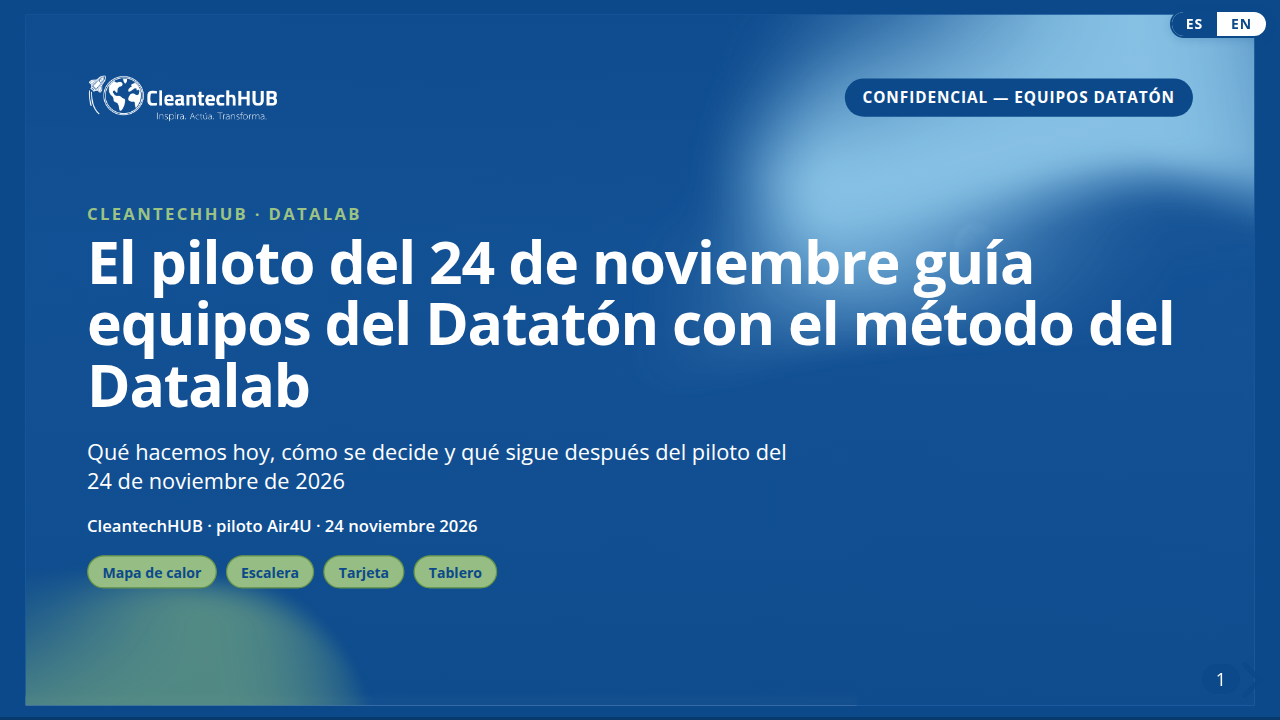 ES EN
CleantechHUB
Inspira. Actúa. Transforma.
CONFIDENCIAL — EQUIPOS DATATÓN
CLEANTECHHUB · DATALAB
El piloto del 24 de noviembre guía
equipos del Datatón con el método del
Datalab
Qué hacemos hoy, cómo se decide y qué sigue después del piloto del
24 de noviembre de 2026
CleantechHUB · piloto Air4U · 24 noviembre 2026
Mapa de calor Escalera Tarjeta Tablero
1